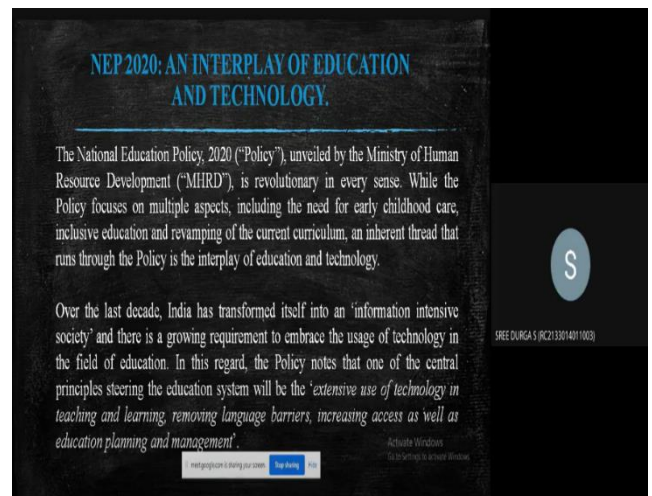 NEP 2020: AN INTERPLAY OF EDUCATION
AND TECHNOLOGY.
The National Education Policy, 2020 (“Policy”), unveiled by the Ministry of Human
Resource Development (“MHRD”), is revolutionary in every sense. While the
Policy focuses on multiple aspects, including the need for early childhood care,
inclusive education and revamping of the current curriculum, an inherent thread that
runs through the Policy is the interplay of education and technology.
Over the last decade, India has transformed itself into an ‘information intensive
society’ and there is a growing requirement to embrace the usage of technology in
the field of education. In this regard, the Policy notes that one of the central
principles steering the education system will be the ‘extensive use of technology in
teaching and learning, removing language barriers, increasing access as well as
education planning and management’.
S
SREE DURGA S (RC2133014011003)
Activate Windows
Go to Settings to activate Windows.
meet.google.com is sharing your screen. Stop sharing Hide